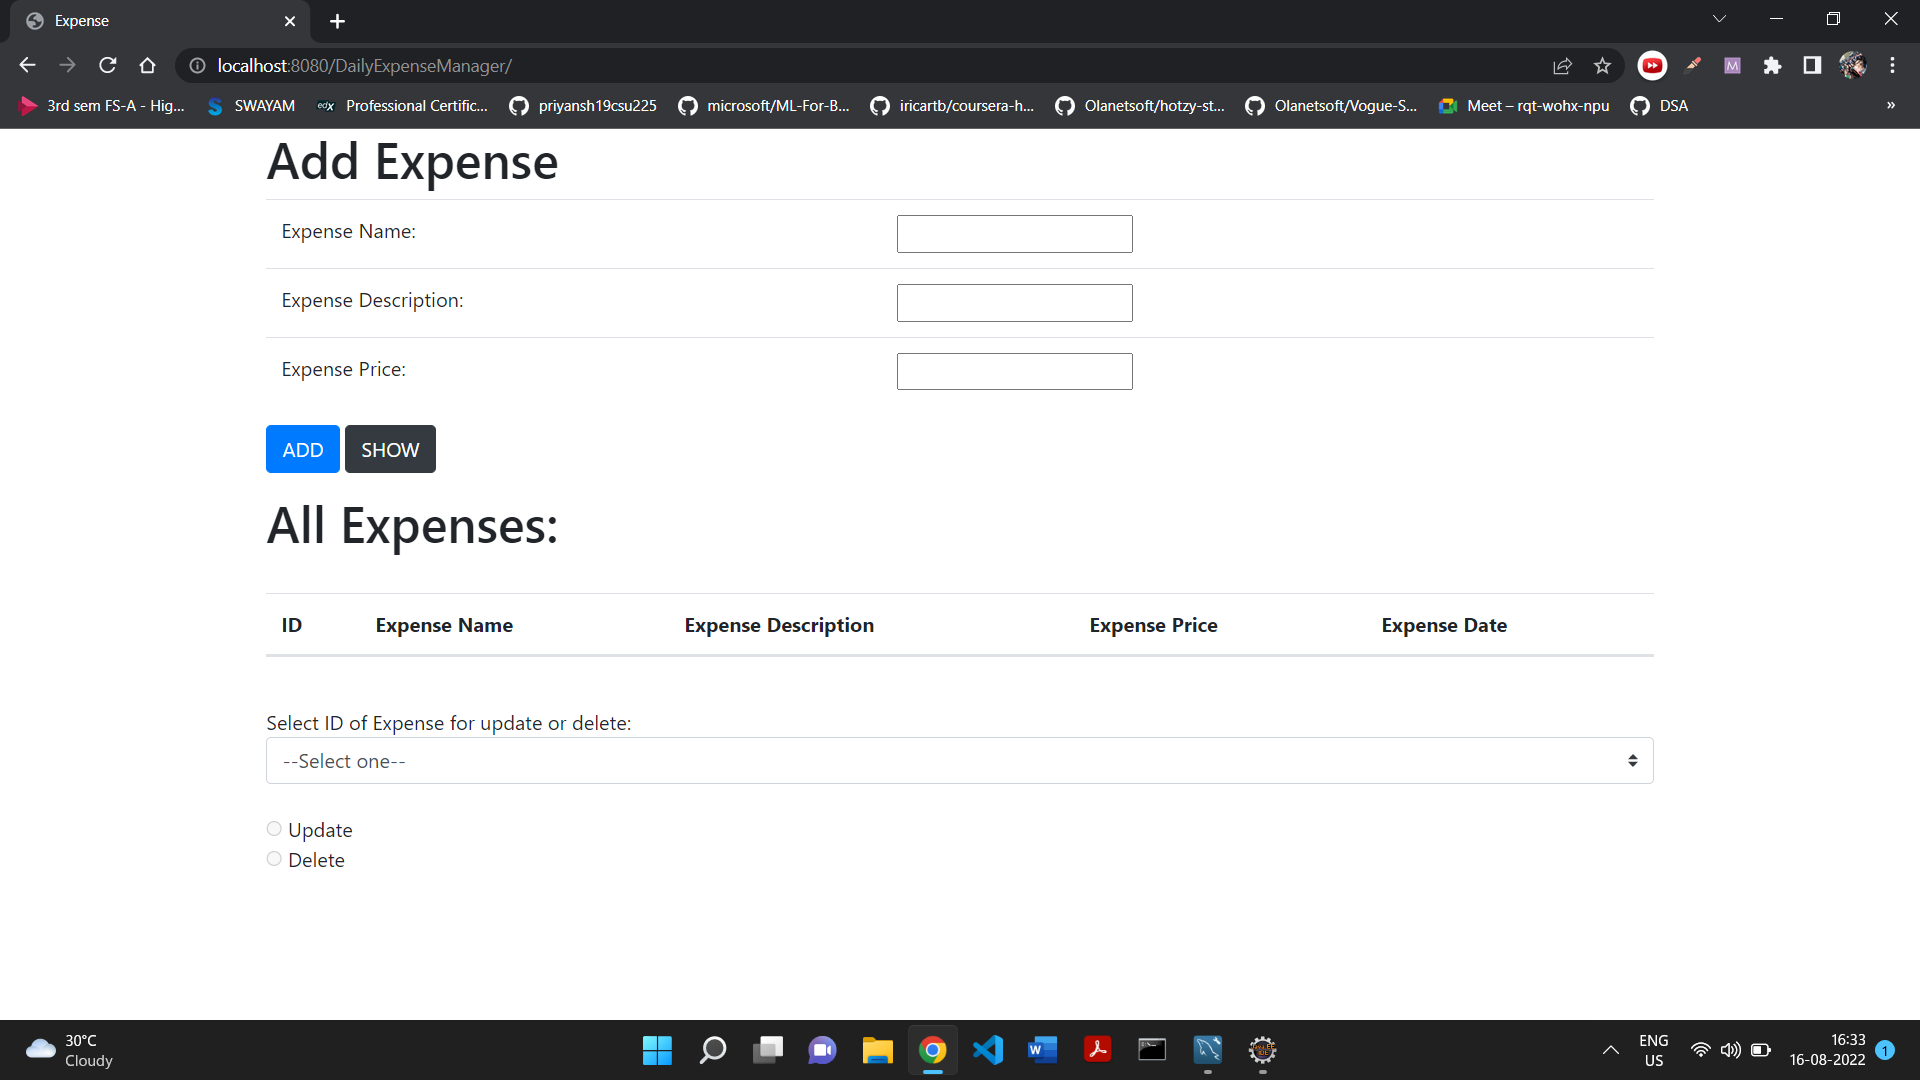 Expense
localhost:8080/DailyExpenseManager/
3rd sem FS-A - Hig...
SWAYAM
edX
Professional Certific...
priyansh19csu225
microsoft/ML-For-B...
iricartb/coursera-h...
Olanetsoft/hotzy-st...
Olanetsoft/Vogue-S...
Meet – rqt-wohx-npu
DSA
»
Add Expense
Expense Name:
Expense Description:
Expense Price:
ADD SHOW
All Expenses:
ID Expense Name Expense Description Expense Price Expense Date
Select ID of Expense for update or delete:
--Select one--
Update
Delete
30°C
Cloudy
ENG
US
16:33
16-08-2022
1